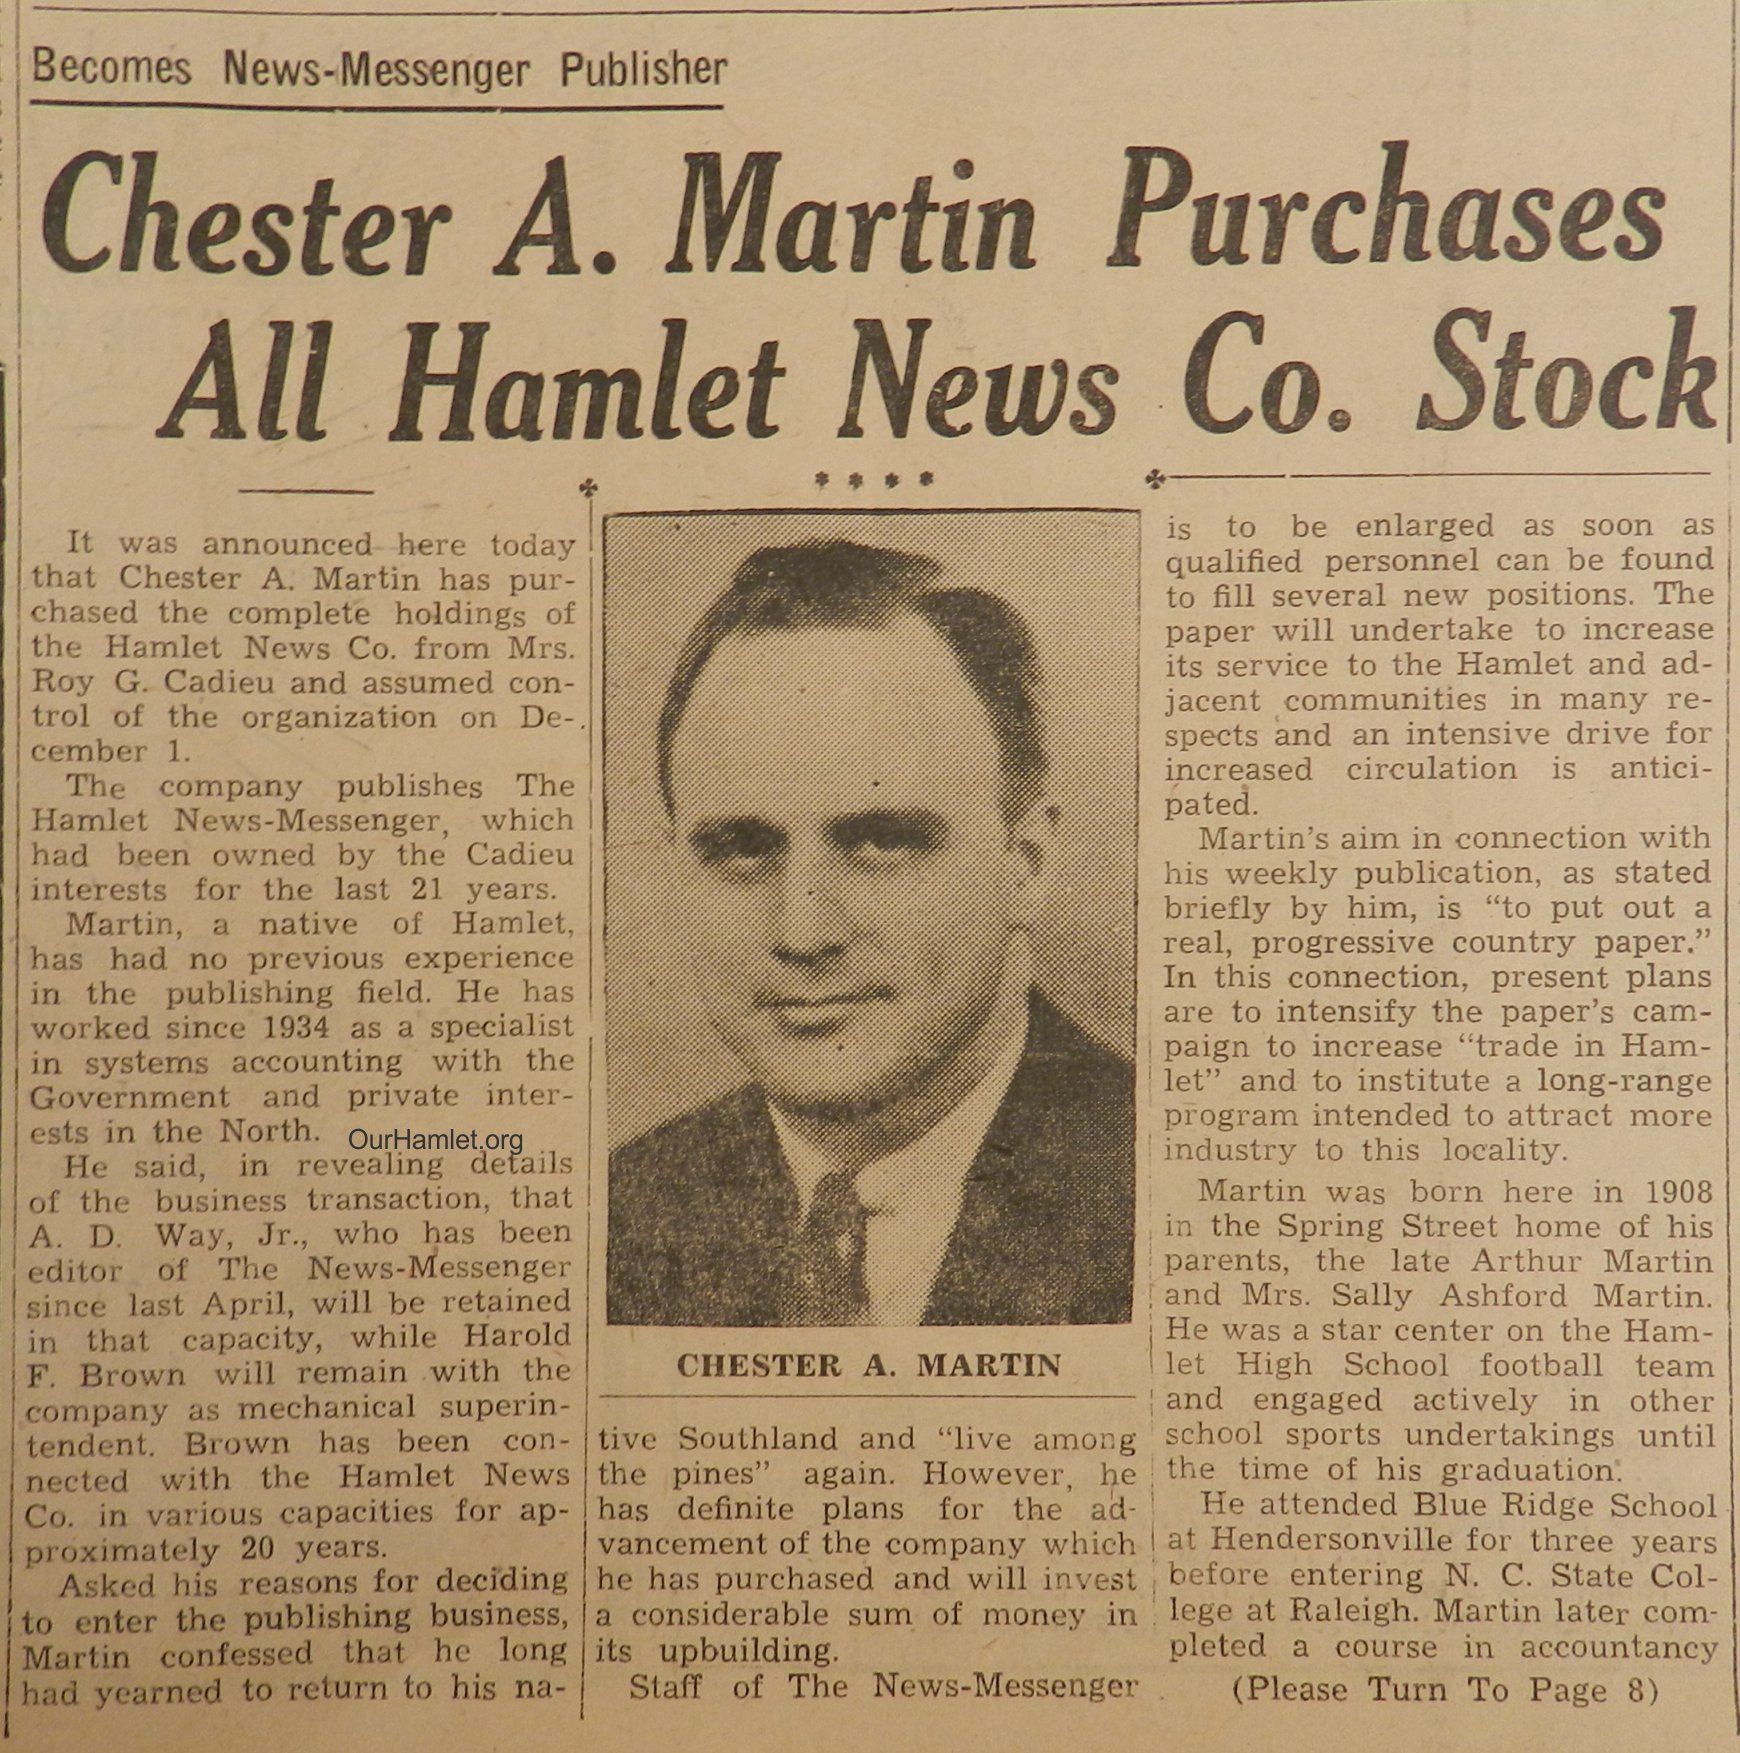 Becomes News-Messenger Publisher
Chester A. Martin Purchases
All Hamlet News Co. Stock
It was announced here today
that Chester A. Martin has pur-
chased the complete holdings of
the Hamlet News Co. from Mrs.
Roy G. Cadieu and assumed con-
trol of the organization on De-
cember 1.
The company publishes The
Hamlet News-Messenger, which
had been owned by the Cadieu
interests for the last 21 years.
Martin, a native of Hamlet,
has had no previous experience
in the publishing field. He has
worked since 1934 as a specialist
in systems accounting with the
Government and private inter-
ests in the North.
OurHamlet.org
He said, in revealing details
of the business transaction, that
A. D. Way, Jr., who has been
editor of The News-Messenger
since last April, will be retained
in that capacity, while Harold
F. Brown will remain with the
company as mechanical superin-
tendent. Brown has been con-
nected with the Hamlet News
Co. in various capacities for ap-
proximately 20 years.
Asked his reasons for deciding
to enter the publishing business,
Martin confessed that he long
had yearned to return to his na-
CHESTER A. MARTIN
tive Southland and "live among
the pines" again. However, he
has definite plans for the ad-
vancement of the company which
he has purchased and will invest
a considerable sum of money in
its upbuilding.
Staff of The News-Messenger
is to be enlarged as soon as
qualified personnel can be found
to fill several new positions. The
paper will undertake to increase
its service to the Hamlet and ad-
jacent communities in many re-
spects and an intensive drive for
increased circulation is antici-
pated.
Martin's aim in connection with
his weekly publication, as stated
briefly by him, is "to put out a
real, progressive country paper."
In this connection, present plans
are to intensify the paper's cam-
paign to increase "trade in Ham-
let" and to institute a long-range
program intended to attract more
industry to this locality.
Martin was born here in 1908
in the Spring Street home of his
parents, the late Arthur Martin
and Mrs. Sally Ashford Martin.
He was a star center on the Ham-
let High School football team
and engaged actively in other
school sports undertakings until
the time of his graduation.
He attended Blue Ridge School
at Hendersonville for three years
before entering N. C. State Col-
lege at Raleigh. Martin later com-
pleted a course in accountancy
(Please Turn To Page 8)